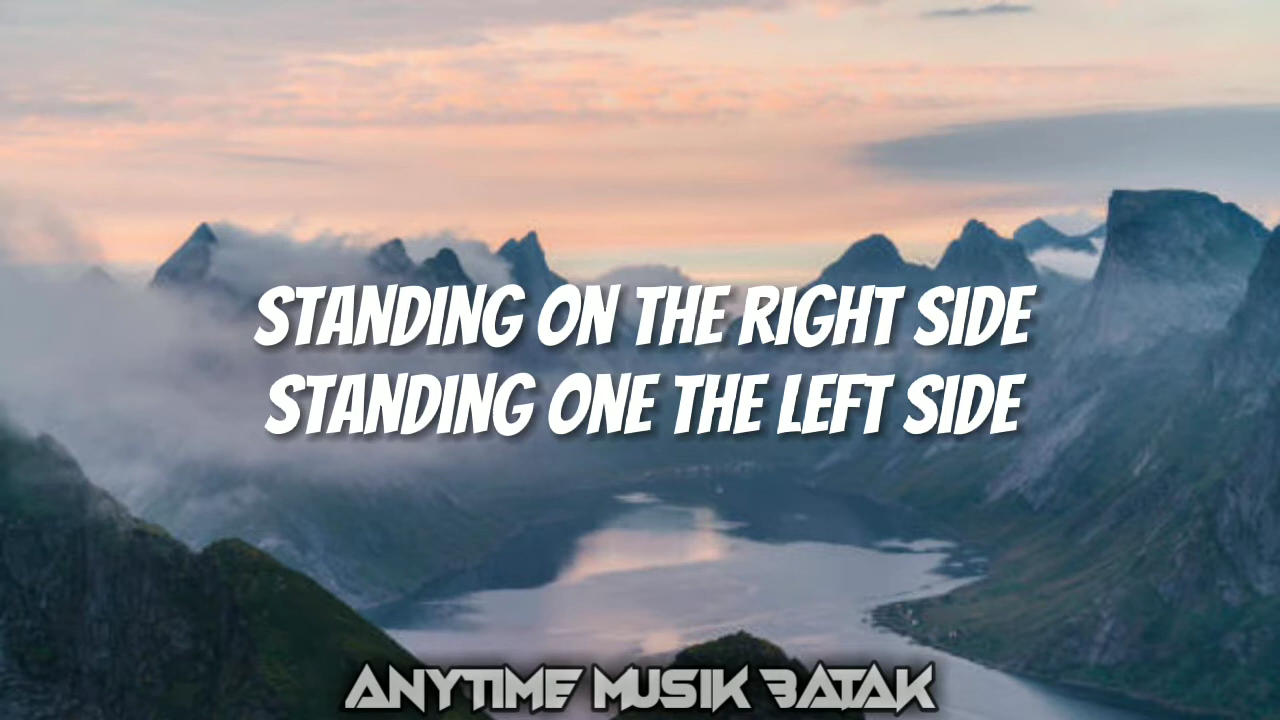 STANDING ON THE RIGHT SIDE
STANDING ONE THE LEFT SIDE
ANYTIME MUSIK BATAK